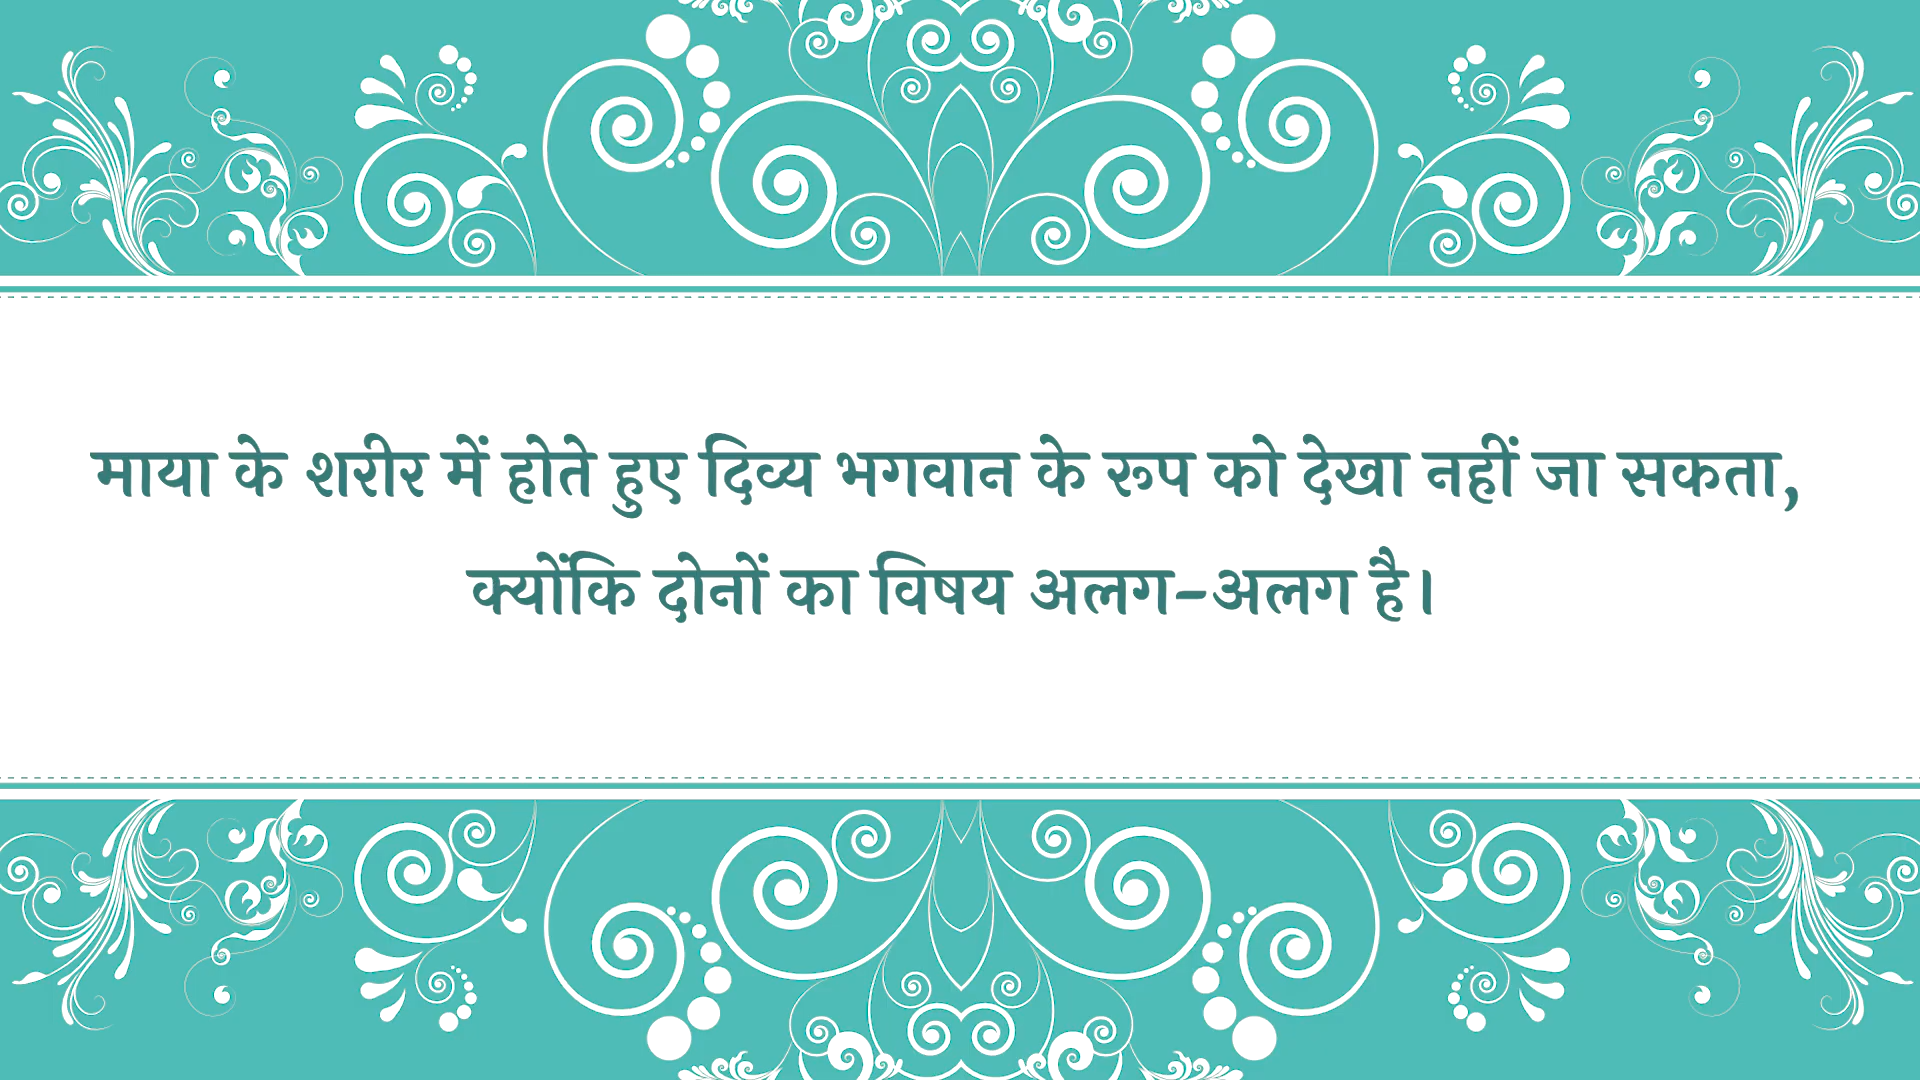 माया के शरीर में होते हुए दिव्य भगवान के रूप को देखा नहीं जा सकता,
क्योंकि दोनों का विषय अलग-अलग है।